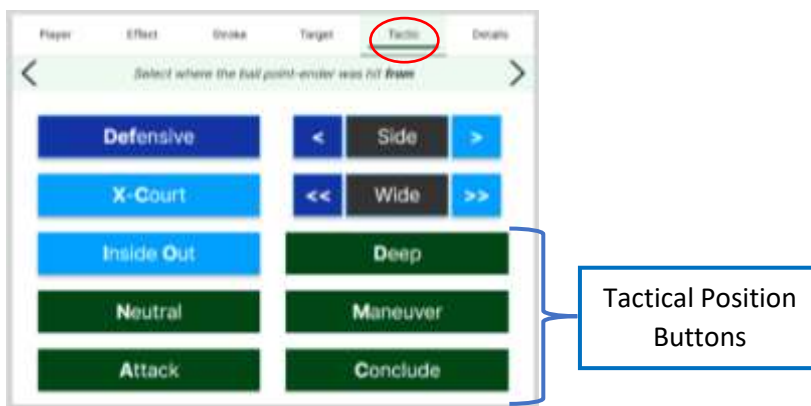 Player Effect Stroke Target Tactic Details
< Select where the ball point-ender was hit from >
Defensive < Side >
X-Court << Wide >>
Inside Out Deep
Neutral Maneuver
Attack Conclude
Tactical Position
Buttons